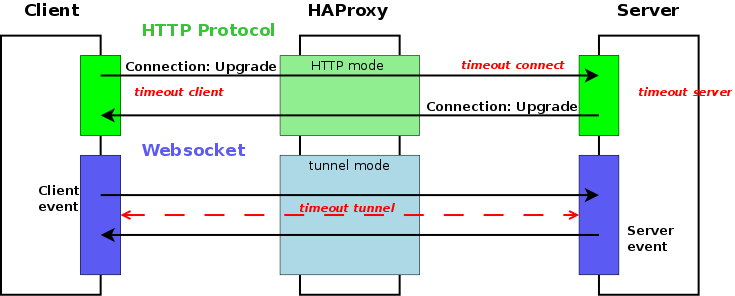 Client
HAProxy
Server
HTTP Protocol
Connection: Upgrade
HTTP mode
timeout connect
timeout client
timeout server
Connection: Upgrade
Websocket
tunnel mode
Client
event
timeout tunnel
Server
event